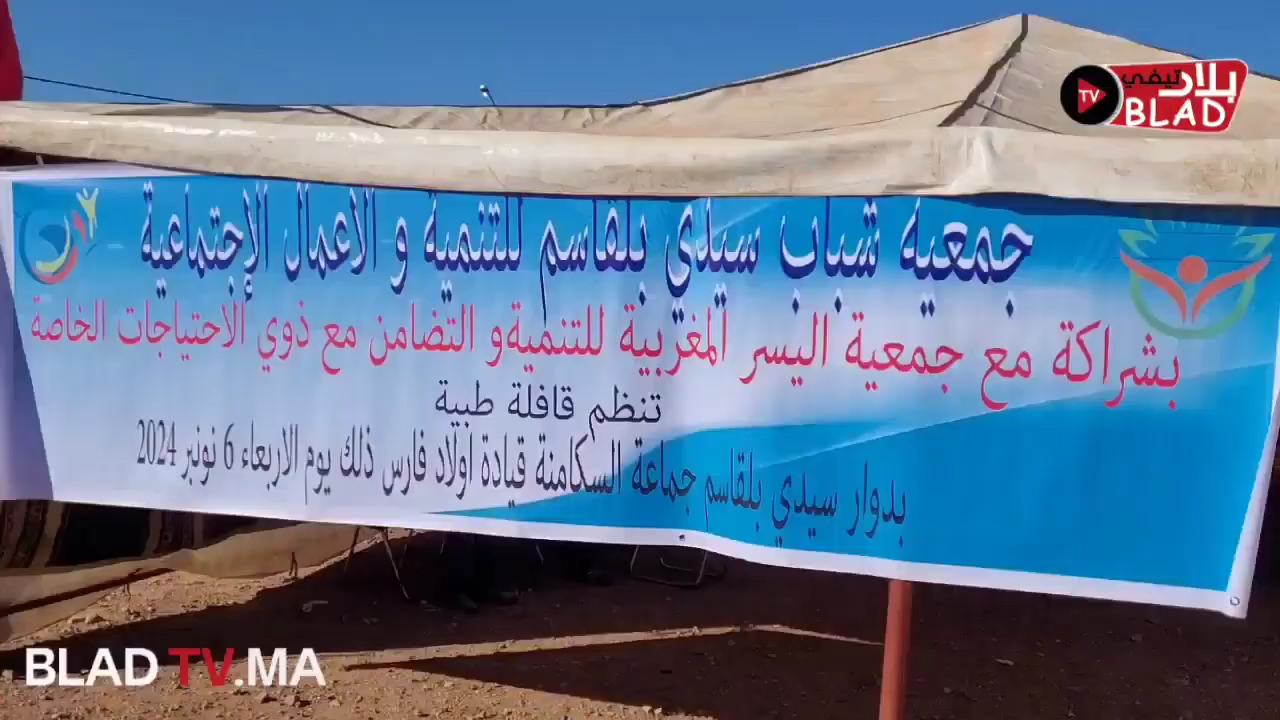 بلاد تيفي
TV
BLAD
جمعية شباب سيدي بلقاسم للتنمية و الاعمال الإجتماعية
بشراكة مع جمعية اليسر المغربية للتنمية و التضامن مع ذوي الاحتياجات الخاصة
تنظم قافلة طبية
بدوار سيدي بلقاسم جماعة السكامنة قيادة اولاد فارس ذلك يوم الاربعاء 6 نونبر 2024
BLAD TV.MA